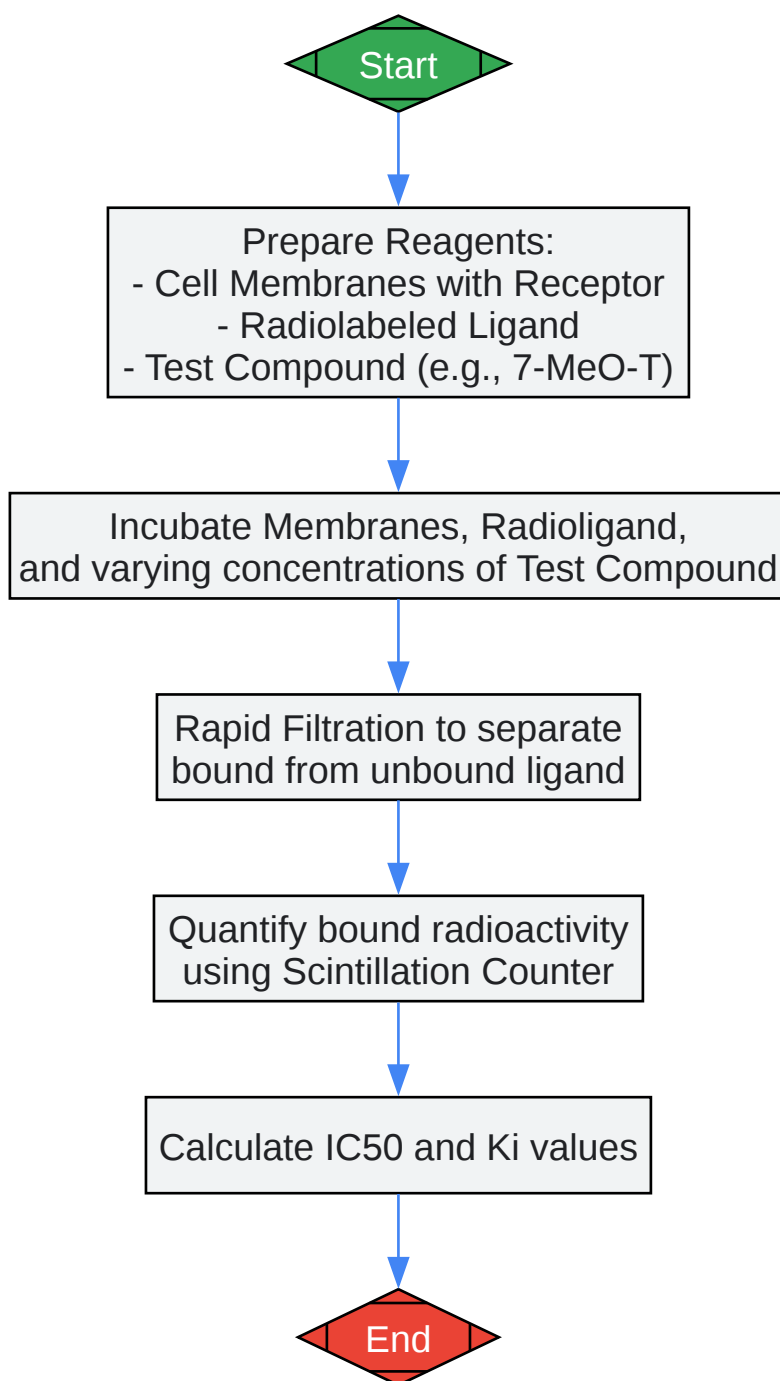 Start
Prepare Reagents:
- Cell Membranes with Receptor
- Radiolabeled Ligand
- Test Compound (e.g., 7-MeO-T)
Incubate Membranes, Radioligand,
and varying concentrations of Test Compound
Rapid Filtration to separate
bound from unbound ligand
Quantify bound radioactivity
using Scintillation Counter
Calculate IC50 and Ki values
End